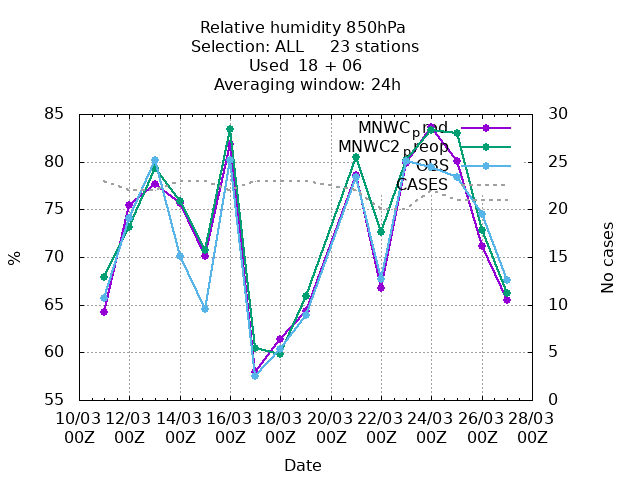 Relative humidity 850hPa
Selection: ALL 23 stations
Used 18 + 06
Averaging window: 24h
85 30
MNWC_prod
MNWC2_preop
80 25
OBS
CASES
75 20
70 15
65 10
60 5
55 0
%
No cases
10/03 12/03 14/03 16/03 18/03 20/03 22/03 24/03 26/03 28/03
00Z 00Z 00Z 00Z 00Z 00Z 00Z 00Z 00Z 00Z
Date